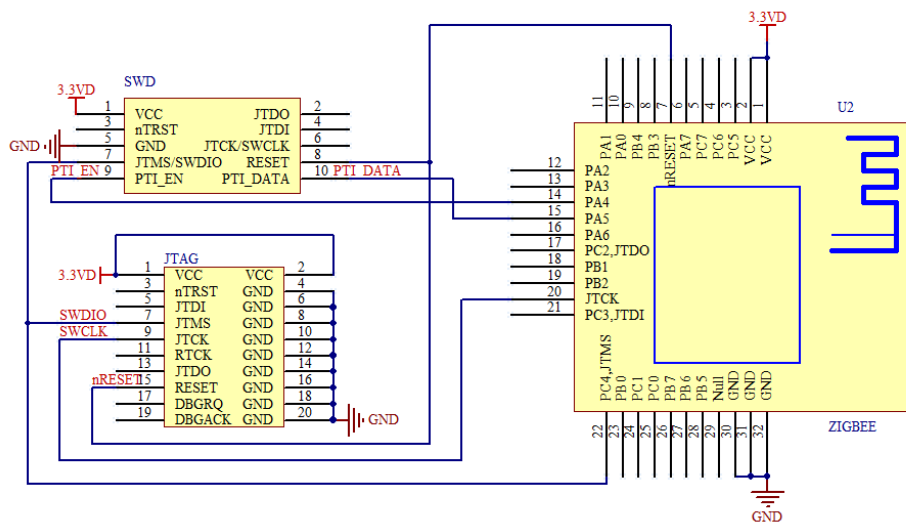 3.3VD
SWD
3.3VD
1 VCC JTDO 2
3 nTRST JTDI 4
GND 5 GND JTCK/SWCLK 6
7 JTMS/SWDIO RESET 8
PTI_EN 9 PTI_EN PTI_DATA 10 PTI_DATA
JTAG
3.3VD 1 VCC VCC 2
3 nTRST GND 4
5 JTDI GND 6
SWDIO 7 JTMS GND 8
SWCLK 9 JTCK GND 10
11 RTCK GND 12
13 JTDO GND 14
nRESET 15 RESET GND 16
17 DBGRQ GND 18
19 DBGACK GND 20
GND
U2
11 10 9 8 7 6 5 4 3 2 1
PA1 PA0 PB4 PB3 nRESET PA7 PC7 PC6 PC5 VCC VCC
12 PA2
13 PA3
14 PA4
15 PA5
16 PA6
17 PC2,JTDO
18 PB1
19 PB2
20 JTCK
21 PC3,JTDI
PC4,JTMS PB0 PC1 PC0 PB7 PB6 PB5 Null GND GND GND
22 23 24 25 26 27 28 29 30 31 32
ZIGBEE
GND